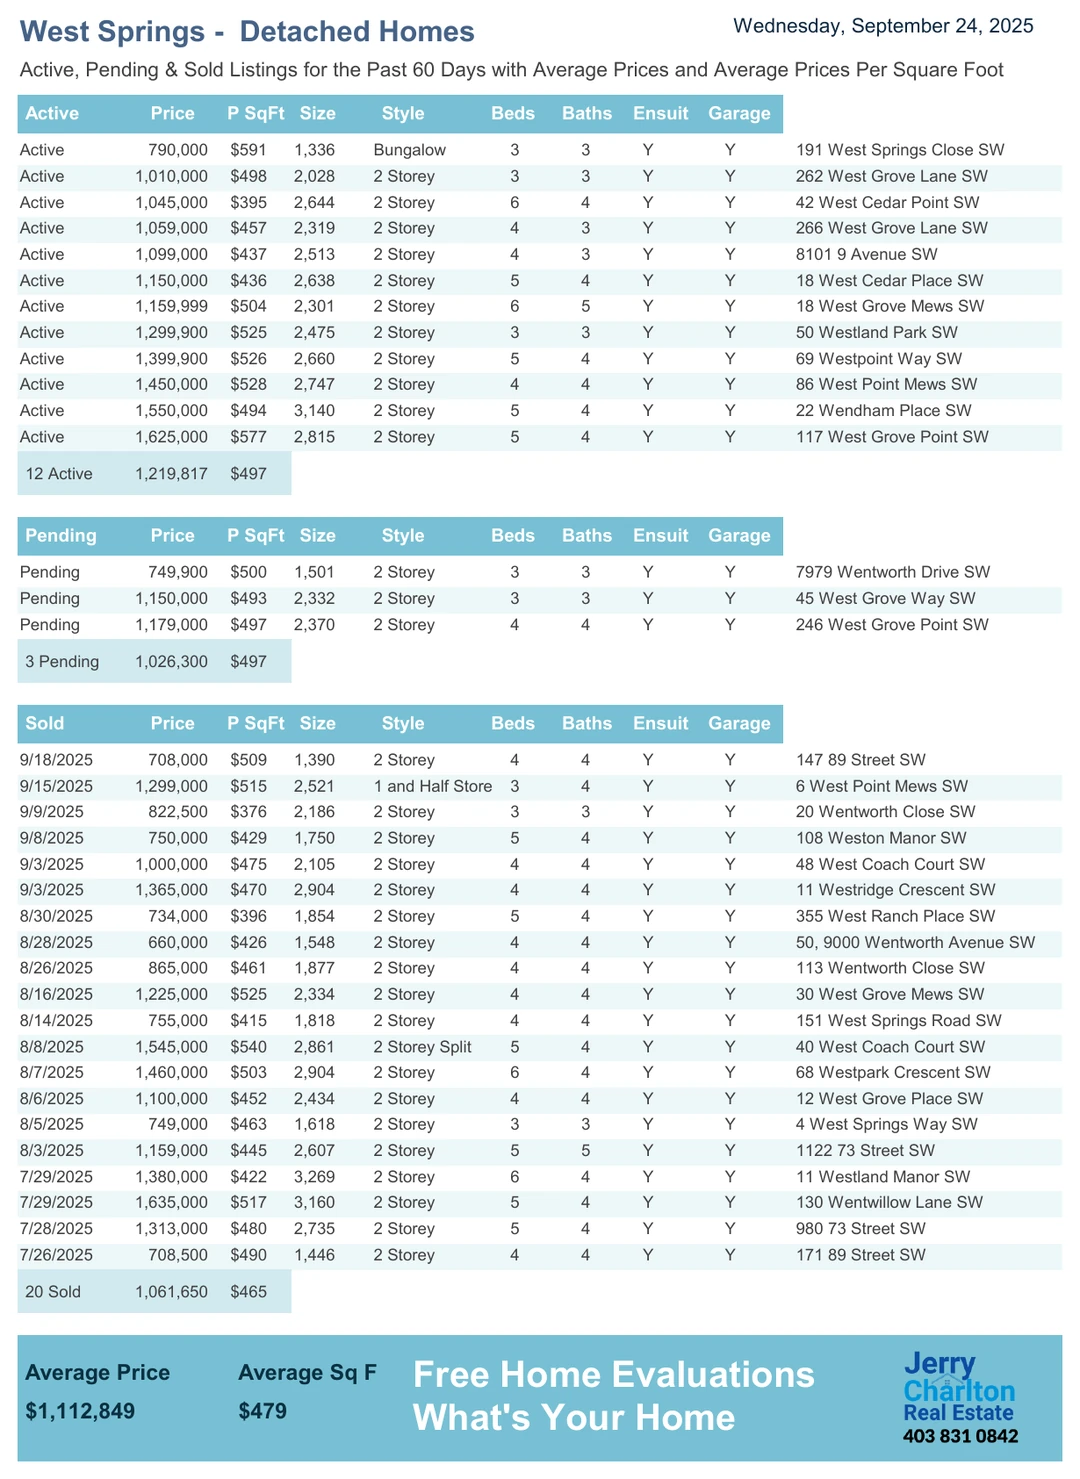 West Springs -  Detached Homes
Wednesday, September 24, 2025
Active, Pending & Sold Listings for the Past 60 Days with Average Prices and Average Prices Per Square Foot
Active Price P SqFt Size Style Beds Baths Ensuit Garage
Active 790,000 $591 1,336 Bungalow 3 3 Y Y 191 West Springs Close SW
Active 1,010,000 $498 2,028 2 Storey 3 3 Y Y 262 West Grove Lane SW
Active 1,045,000 $395 2,644 2 Storey 6 4 Y Y 42 West Cedar Point SW
Active 1,059,000 $457 2,319 2 Storey 4 3 Y Y 266 West Grove Lane SW
Active 1,099,000 $437 2,513 2 Storey 4 3 Y Y 8101 9 Avenue SW
Active 1,150,000 $436 2,638 2 Storey 5 4 Y Y 18 West Cedar Place SW
Active 1,159,999 $504 2,301 2 Storey 6 5 Y Y 18 West Grove Mews SW
Active 1,299,900 $525 2,475 2 Storey 3 3 Y Y 50 Westland Park SW
Active 1,399,900 $526 2,660 2 Storey 5 4 Y Y 69 Westpoint Way SW
Active 1,450,000 $528 2,747 2 Storey 4 4 Y Y 86 West Point Mews SW
Active 1,550,000 $494 3,140 2 Storey 5 4 Y Y 22 Wendham Place SW
Active 1,625,000 $577 2,815 2 Storey 5 4 Y Y 117 West Grove Point SW
12 Active 1,219,817 $497
Pending Price P SqFt Size Style Beds Baths Ensuit Garage
Pending 749,900 $500 1,501 2 Storey 3 3 Y Y 7979 Wentworth Drive SW
Pending 1,150,000 $493 2,332 2 Storey 3 3 Y Y 45 West Grove Way SW
Pending 1,179,000 $497 2,370 2 Storey 4 4 Y Y 246 West Grove Point SW
3 Pending 1,026,300 $497
Sold Price P SqFt Size Style Beds Baths Ensuit Garage
9/18/2025 708,000 $509 1,390 2 Storey 4 4 Y Y 147 89 Street SW
9/15/2025 1,299,000 $515 2,521 1 and Half Store 3 4 Y Y 6 West Point Mews SW
9/9/2025 822,500 $376 2,186 2 Storey 3 3 Y Y 20 Wentworth Close SW
9/8/2025 750,000 $429 1,750 2 Storey 5 4 Y Y 108 Weston Manor SW
9/3/2025 1,000,000 $475 2,105 2 Storey 4 4 Y Y 48 West Coach Court SW
9/3/2025 1,365,000 $470 2,904 2 Storey 4 4 Y Y 11 Westridge Crescent SW
8/30/2025 734,000 $396 1,854 2 Storey 5 4 Y Y 355 West Ranch Place SW
8/28/2025 660,000 $426 1,548 2 Storey 4 4 Y Y 50, 9000 Wentworth Avenue SW
8/26/2025 865,000 $461 1,877 2 Storey 4 4 Y Y 113 Wentworth Close SW
8/16/2025 1,225,000 $525 2,334 2 Storey 4 4 Y Y 30 West Grove Mews SW
8/14/2025 755,000 $415 1,818 2 Storey 4 4 Y Y 151 West Springs Road SW
8/8/2025 1,545,000 $540 2,861 2 Storey Split 5 4 Y Y 40 West Coach Court SW
8/7/2025 1,460,000 $503 2,904 2 Storey 6 4 Y Y 68 Westpark Crescent SW
8/6/2025 1,100,000 $452 2,434 2 Storey 4 4 Y Y 12 West Grove Place SW
8/5/2025 749,000 $463 1,618 2 Storey 3 3 Y Y 4 West Springs Way SW
8/3/2025 1,159,000 $445 2,607 2 Storey 5 5 Y Y 1122 73 Street SW
7/29/2025 1,380,000 $422 3,269 2 Storey 6 4 Y Y 11 Westland Manor SW
7/29/2025 1,635,000 $517 3,160 2 Storey 5 4 Y Y 130 Wentwillow Lane SW
7/28/2025 1,313,000 $480 2,735 2 Storey 5 4 Y Y 980 73 Street SW
7/26/2025 708,500 $490 1,446 2 Storey 4 4 Y Y 171 89 Street SW
20 Sold 1,061,650 $465
Average Price Average Sq F
$1,112,849 $479
Free Home Evaluations
What's Your Home
Jerry
Charlton
Real Estate
403 831 0842